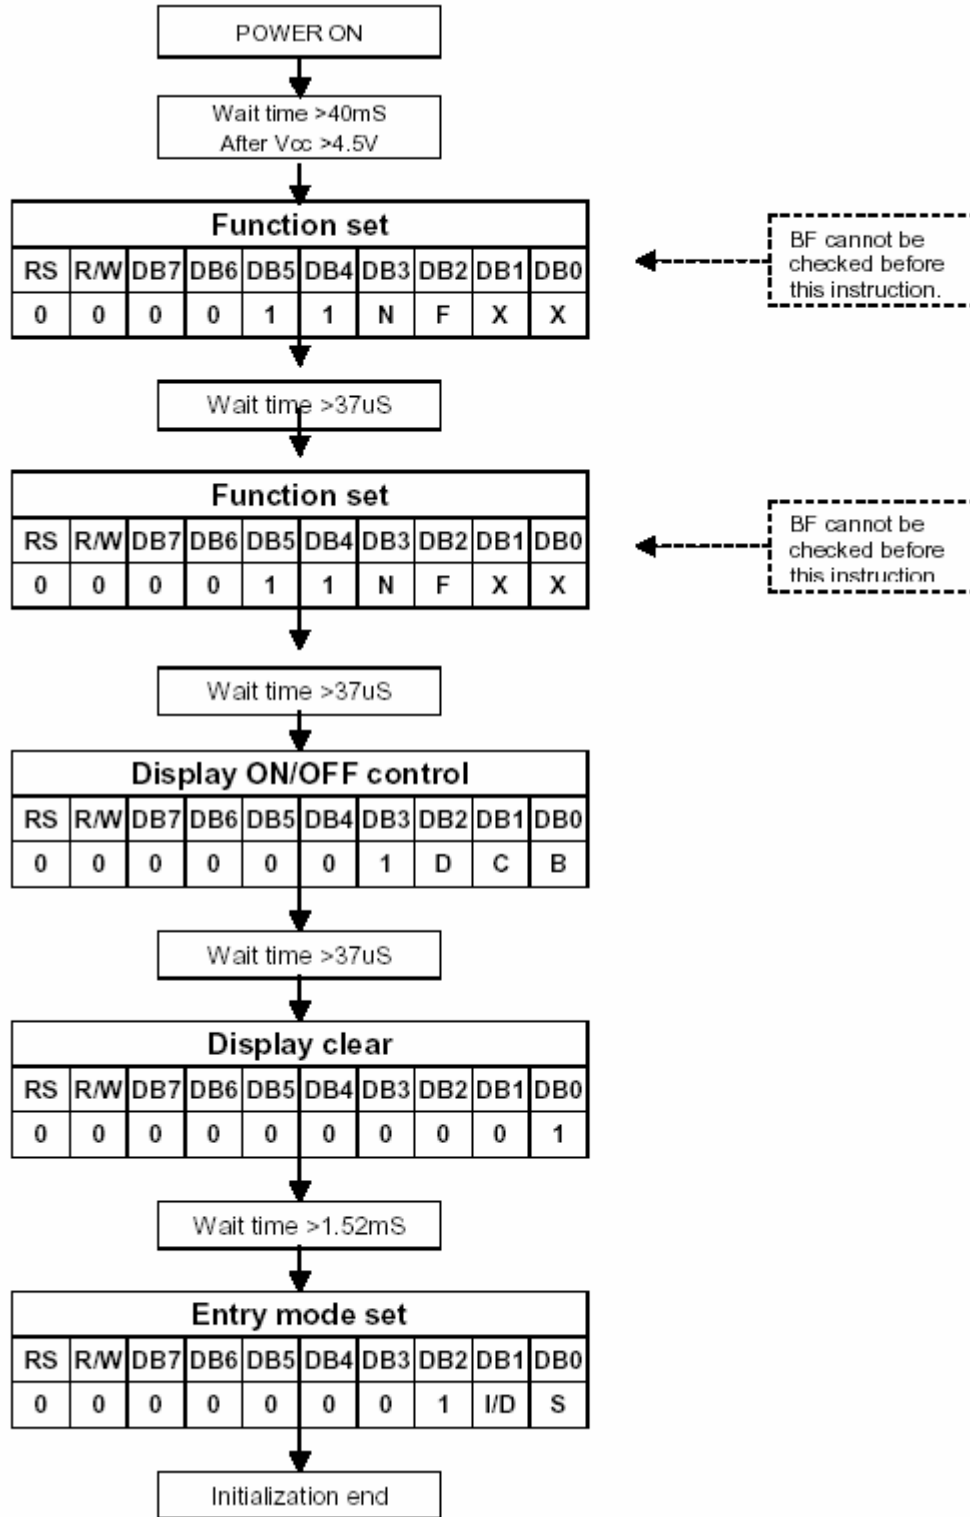 POWER ON
Wait time >40mS
After Vcc >4.5V
Function set
RS R/W DB7 DB6 DB5 DB4 DB3 DB2 DB1 DB0
0 0 0 0 1 1 N F X X
BF cannot be
checked before
this instruction.
Wait time >37uS
Function set
RS R/W DB7 DB6 DB5 DB4 DB3 DB2 DB1 DB0
0 0 0 0 1 1 N F X X
BF cannot be
checked before
this instruction
Wait time >37uS
Display ON/OFF control
RS R/W DB7 DB6 DB5 DB4 DB3 DB2 DB1 DB0
0 0 0 0 0 0 1 D C B
Wait time >37uS
Display clear
RS R/W DB7 DB6 DB5 DB4 DB3 DB2 DB1 DB0
0 0 0 0 0 0 0 0 0 1
Wait time >1.52mS
Entry mode set
RS R/W DB7 DB6 DB5 DB4 DB3 DB2 DB1 DB0
0 0 0 0 0 0 0 1 I/D S
Initialization end